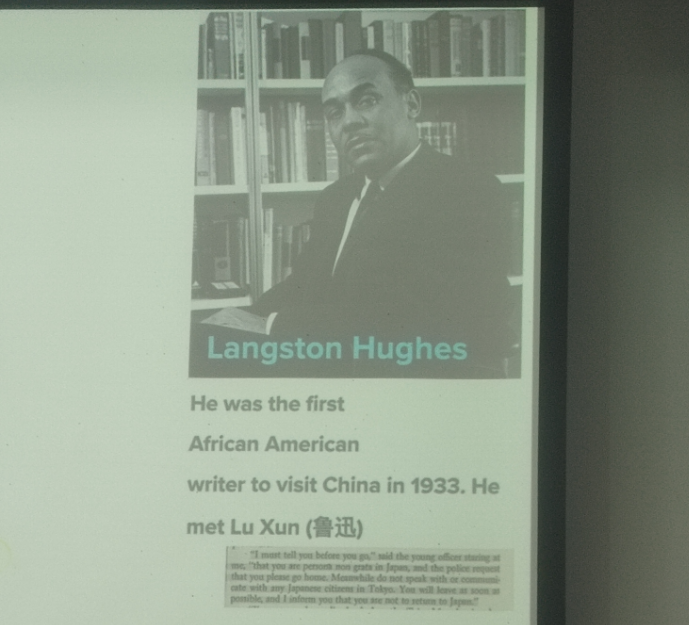 Langston Hughes
He was the first
African American
writer to visit China in 1933. He
met Lu Xun (鲁迅)
"I must tell you before you go," said the young officer staring at
me, "that you are persona non grata in Japan, and the police request
that you please go home. Meanwhile do not speak with or communi-
cate with any Japanese citizens in Tokyo. You will leave as soon as
possible, and I inform you that you are not to return to Japan."